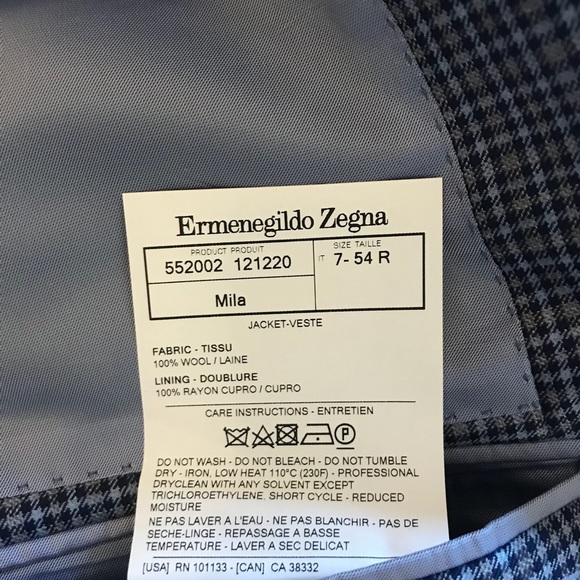 Ermenegildo Zegna
PRODUCT PRODUIT
552002 121220
SIZE TAILLE
IT 7- 54 R
Mila
JACKET-VESTE
FABRIC - TISSU
100% WOOL / LAINE
LINING - DOUBLURE
100% RAYON CUPRO / CUPRO
CARE INSTRUCTIONS - ENTRETIEN
P
DO NOT WASH - DO NOT BLEACH - DO NOT TUMBLE
DRY - IRON, LOW HEAT 110°C (230F) - PROFESSIONAL
DRYCLEAN WITH ANY SOLVENT EXCEPT
TRICHLOROETHYLENE, SHORT CYCLE - REDUCED
MOISTURE
NE PAS LAVER A L'EAU - NE PAS BLANCHIR - PAS DE
SECHE-LINGE - REPASSAGE A BASSE
TEMPERATURE - LAVER A SEC DELICAT
[USA] RN 101133 - [CAN] CA 38332